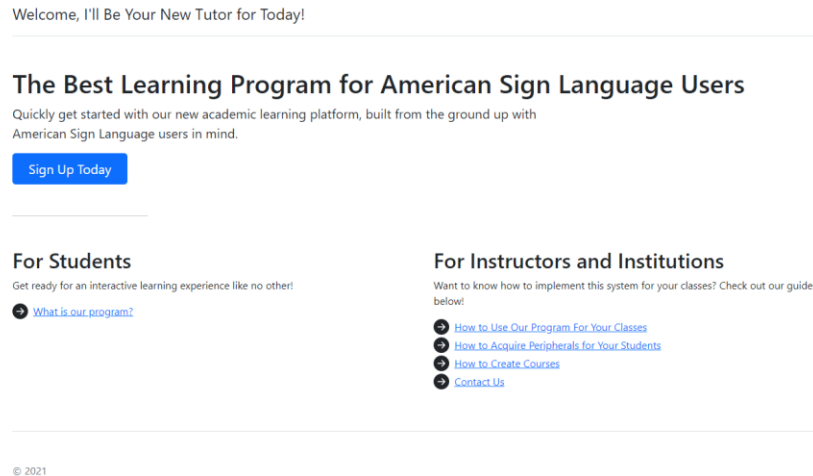 Welcome, I'll Be Your New Tutor for Today!
The Best Learning Program for American Sign Language Users
Quickly get started with our new academic learning platform, built from the ground up with
American Sign Language users in mind.
Sign Up Today
For Students
Get ready for an interactive learning experience like no other!
What is our program?
For Instructors and Institutions
Want to know how to implement this system for your classes? Check out our guide
below!
How to Use Our Program For Your Classes
How to Acquire Peripherals for Your Students
How to Create Courses
Contact Us
© 2021